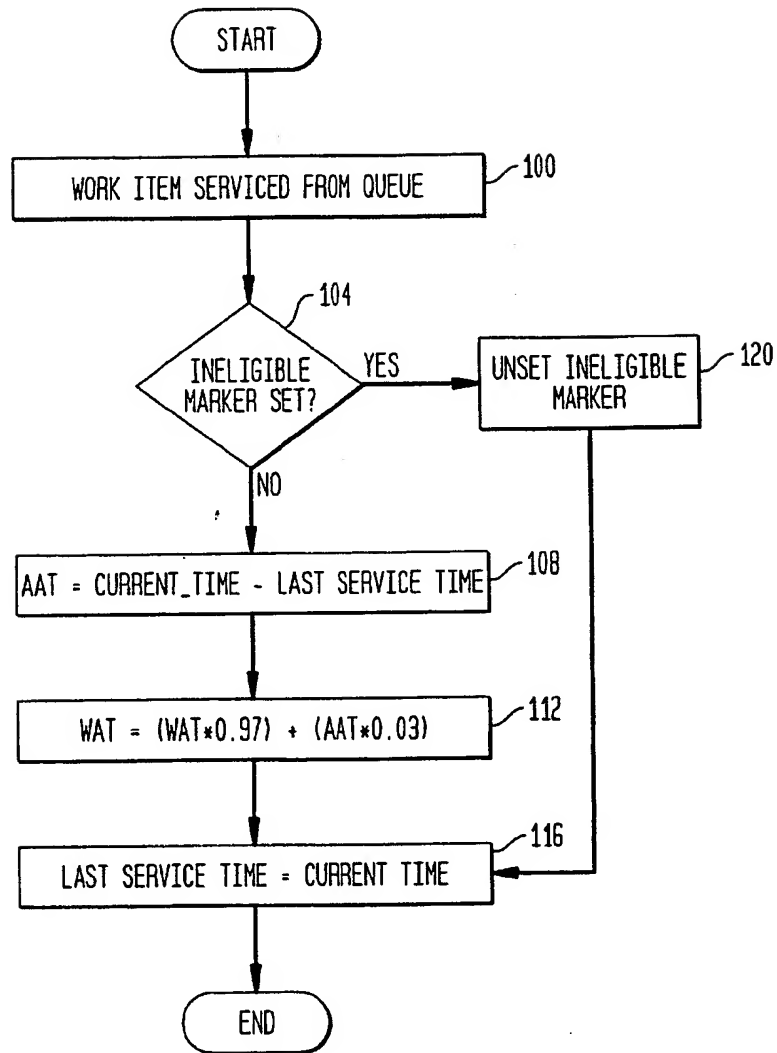 START
WORK ITEM SERVICED FROM QUEUE
100
104
INELIGIBLE
MARKER SET?
YES
UNSET INELIGIBLE
MARKER
120
NO
AAT = CURRENT_TIME - LAST SERVICE TIME
108
WAT = (WAT*0.97) + (AAT*0.03)
112
LAST SERVICE TIME = CURRENT TIME
116
END